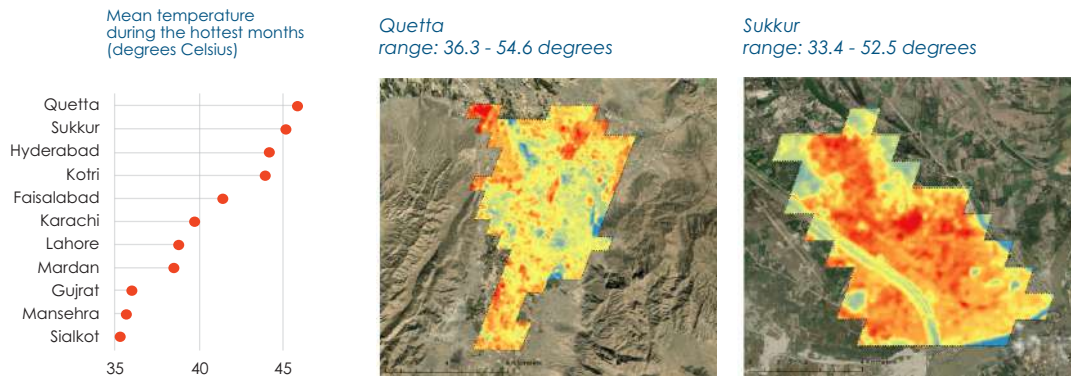 Mean temperature
during the hottest months
(degrees Celsius)
Quetta
Sukkur
Hyderabad
Kotri
Faisalabad
Karachi
Lahore
Mardan
Gujrat
Mansehra
Sialkot
35 40 45
Quetta
range: 36.3 - 54.6 degrees
Sukkur
range: 33.4 - 52.5 degrees